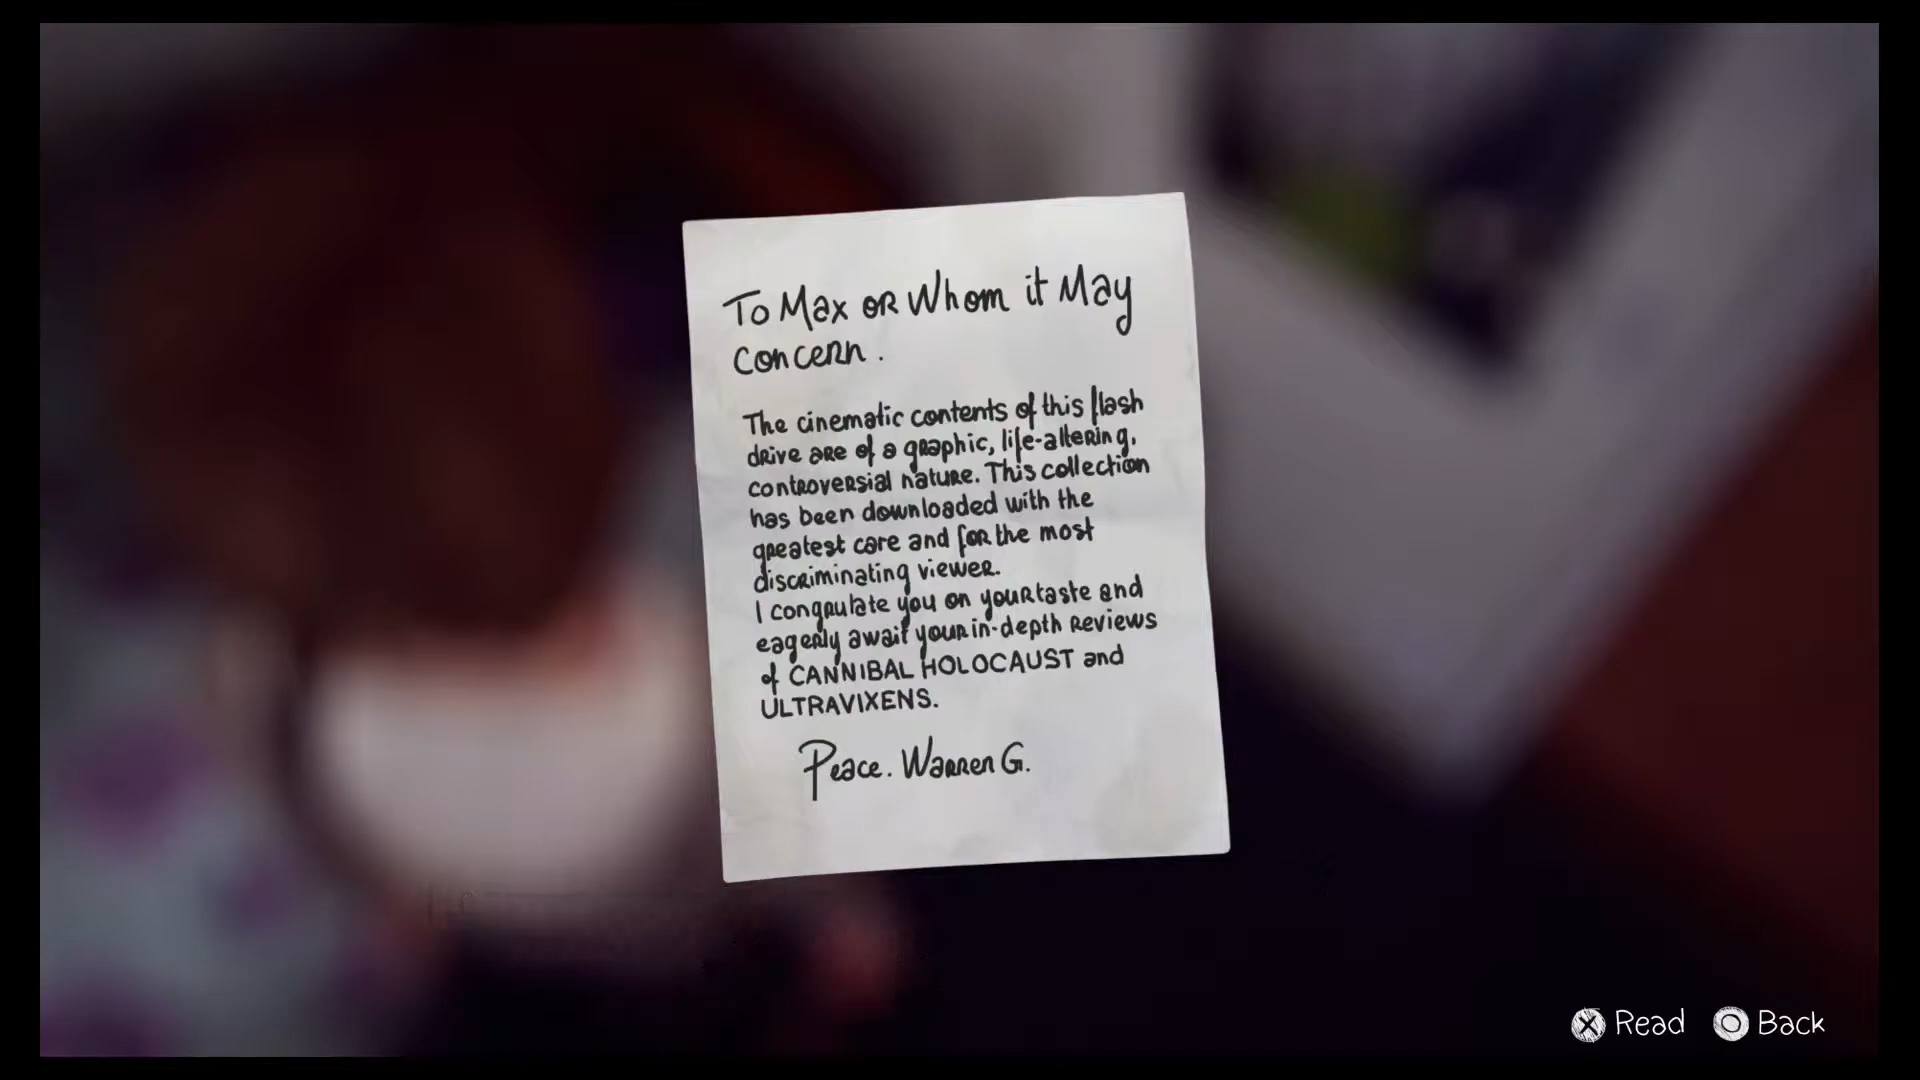 To Max or Whom it May
Concern.
The cinematic contents of this flash
drive are of a graphic, life-altering,
controversial nature. This collection
has been downloaded with the
greatest care and for the most
discriminating viewer.
I congrulate you on your taste and
eagerly await your in-depth reviews
of CANNIBAL HOLOCAUST and
ULTRAVIXENS.
Peace. Warren G.
Read
Back